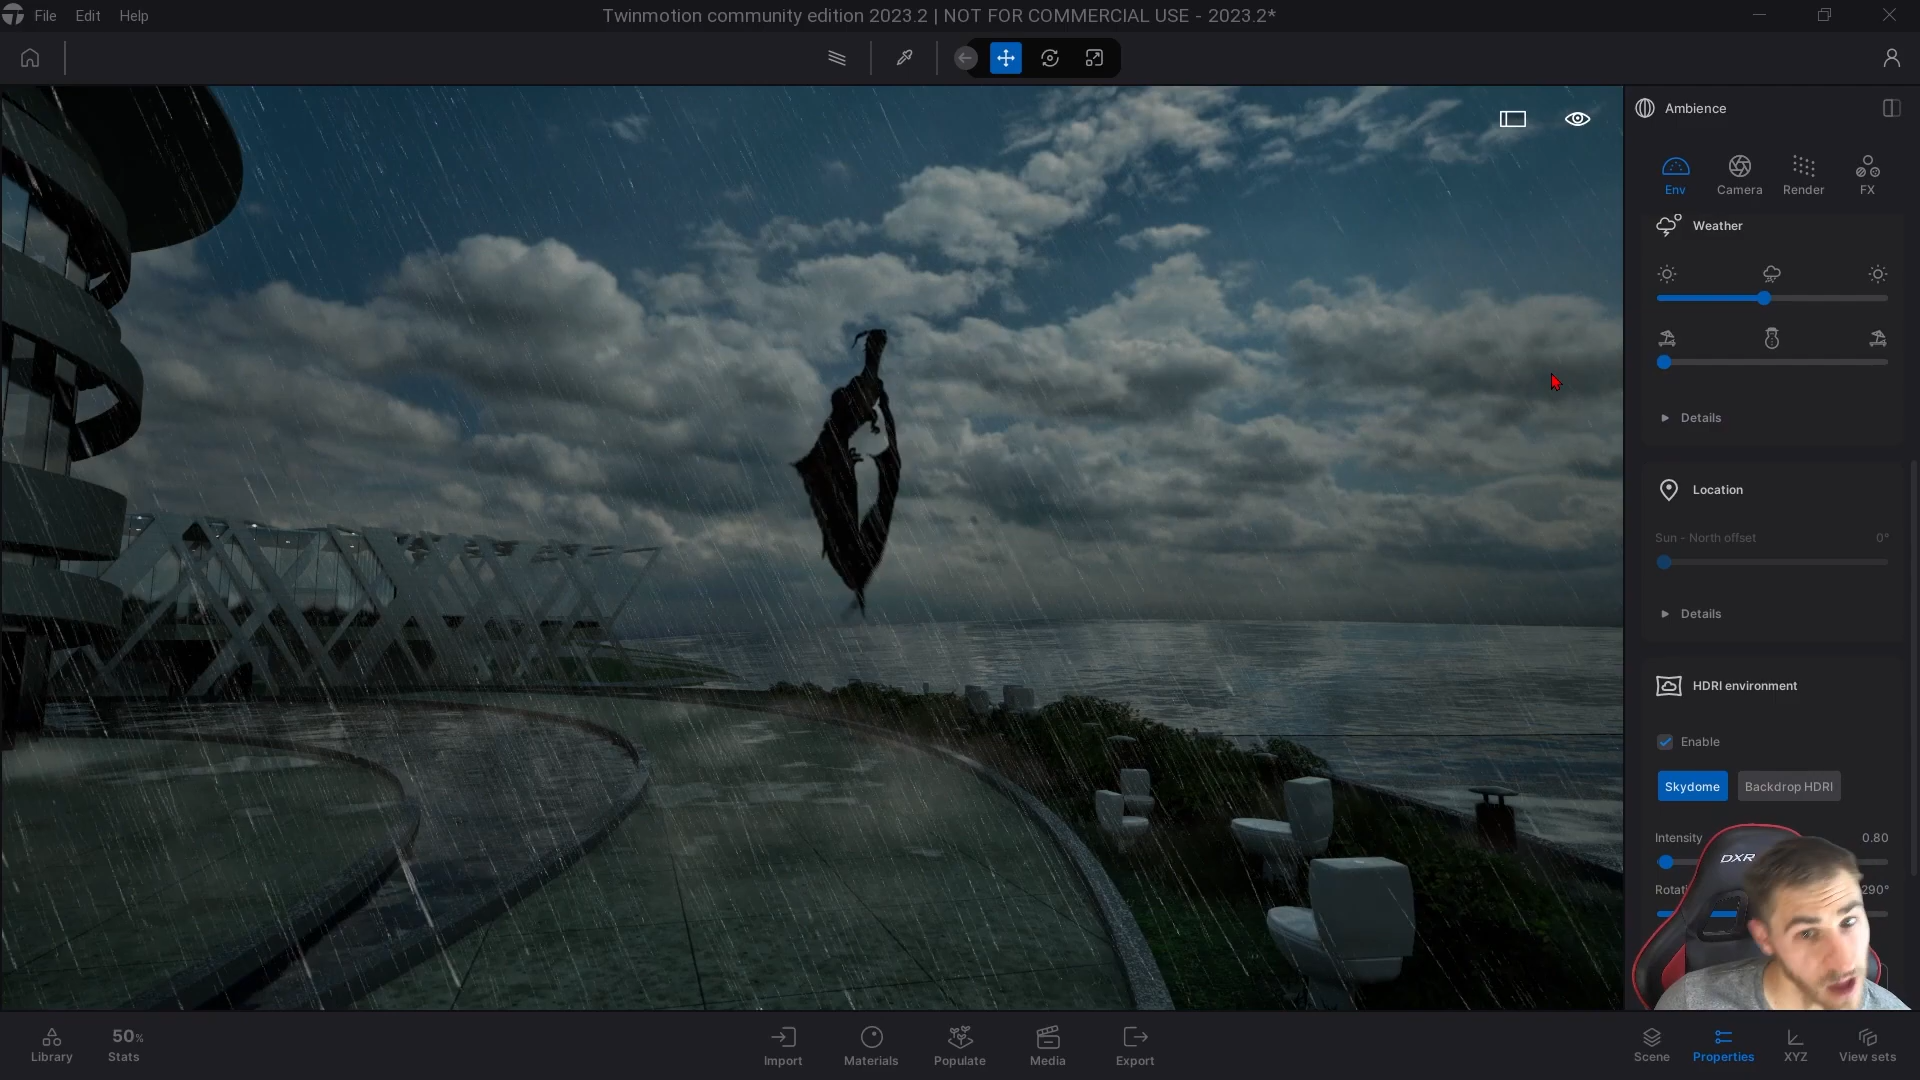 File Edit Help
Twinmotion community edition 2023.2 | NOT FOR COMMERCIAL USE - 2023.2*
Ambience
Env Camera Render FX
Weather
Details
Location
Sun - North offset 0°
Details
HDRI environment
Enable
Skydome Backdrop HDRI
Intensity 0.80
290°
DXR
50%
Library Stats Import Materials Populate Media Export Scene Properties XYZ View sets